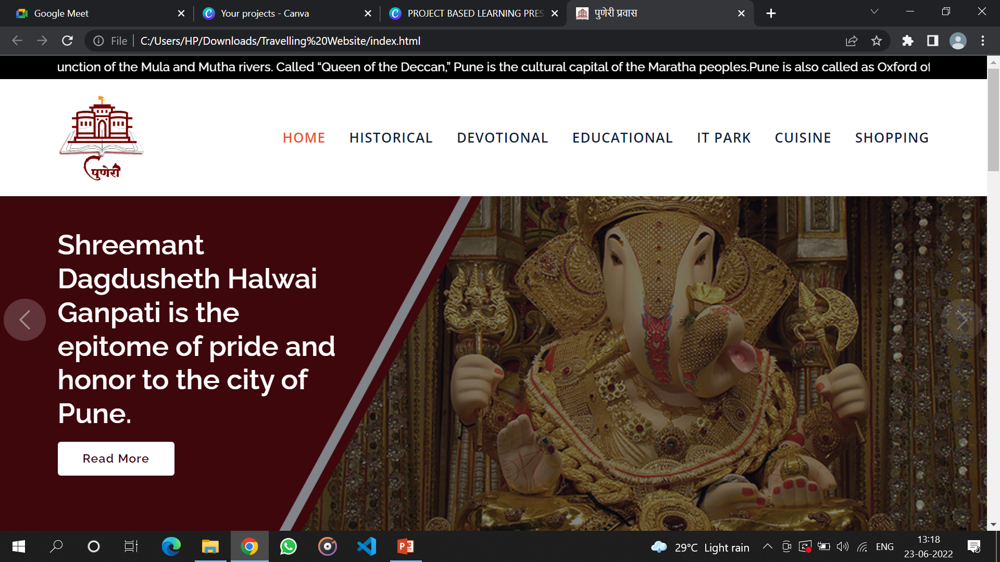 Google Meet
Your projects - Canva
PROJECT BASED LEARNING PRES
पुणेरी प्रवास
File
C:/Users/HP/Downloads/Travelling%20Website/index.html
unction of the Mula and Mutha rivers. Called “Queen of the Deccan,” Pune is the cultural capital of the Maratha peoples.Pune is also called as Oxford of
पुणेरी
HOME HISTORICAL DEVOTIONAL EDUCATIONAL IT PARK CUISINE SHOPPING
Shreemant
Dagdusheth Halwai
Ganpati is the
epitome of pride and
honor to the city of
Pune.
Read More
29°C Light rain
ENG
13:18
23-06-2022